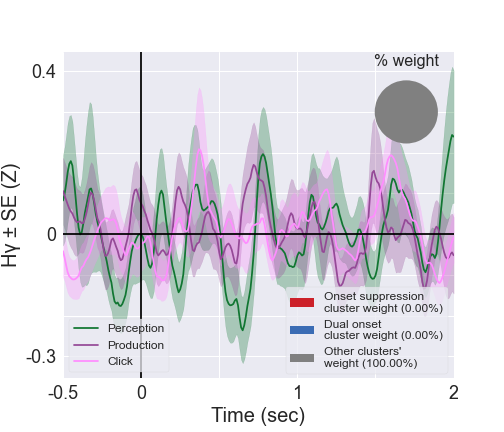 % weight
0.4
0
-0.3
Hγ ± SE (Z)
Perception
Production
Click
Onset suppression
cluster weight (0.00%)
Dual onset
cluster weight (0.00%)
Other clusters'
weight (100.00%)
-0.5
0
1
2
Time (sec)